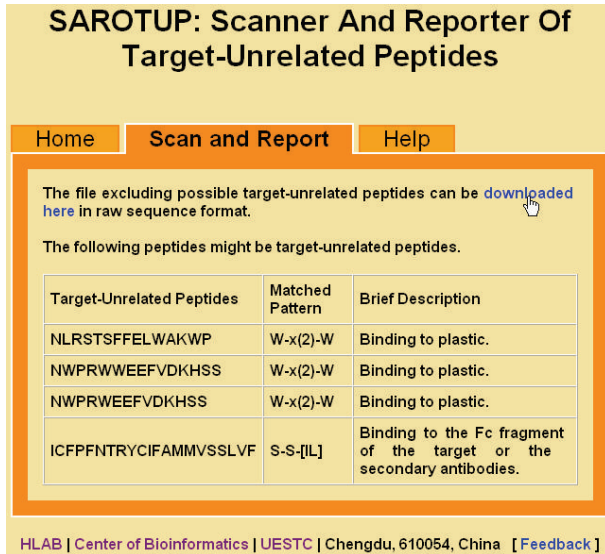 SAROTUP: Scanner And Reporter Of
Target-Unrelated Peptides
Home Scan and Report Help
The file excluding possible target-unrelated peptides can be downloaded
here in raw sequence format.
The following peptides might be target-unrelated peptides.
Target-Unrelated Peptides Matched Pattern Brief Description
NLRSTSFFELWAKWP W-x(2)-W Binding to plastic.
NWPRWWEEFVDKHSS W-x(2)-W Binding to plastic.
NWPRWEEFVDKHSS W-x(2)-W Binding to plastic.
ICFPFNTRYCIFAMMVSSLVF S-S-[IL] Binding to the Fc fragment
of the target or the
secondary antibodies.
HLAB | Center of Bioinformatics | UESTC | Chengdu, 610054, China [ Feedback ]